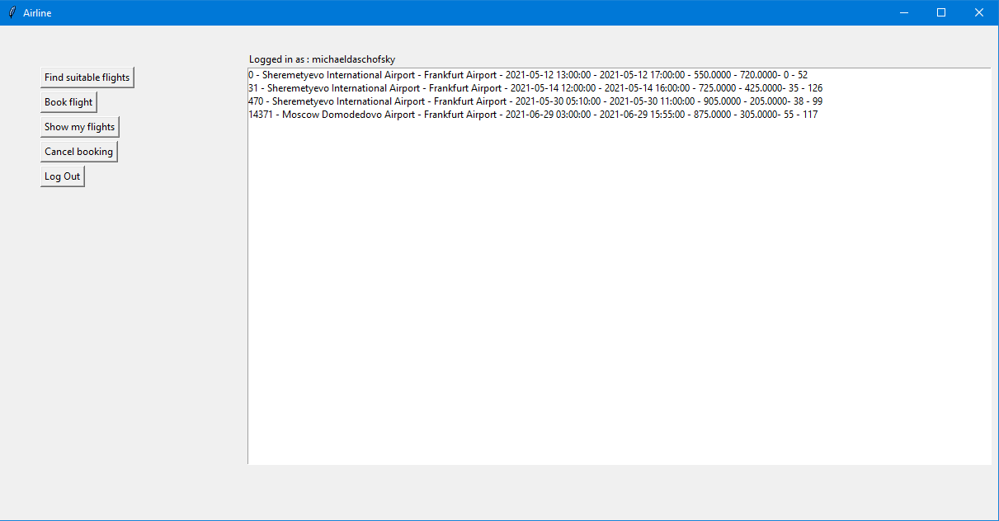 Airline
Logged in as : michaeldaschofsky
Find suitable flights
Book flight
Show my flights
Cancel booking
Log Out
0 - Sheremetyevo International Airport - Frankfurt Airport - 2021-05-12 13:00:00 - 2021-05-12 17:00:00 - 550.0000 - 720.0000- 0 - 52
31 - Sheremetyevo International Airport - Frankfurt Airport - 2021-05-14 12:00:00 - 2021-05-14 16:00:00 - 725.0000 - 425.0000- 35 - 126
470 - Sheremetyevo International Airport - Frankfurt Airport - 2021-05-30 05:10:00 - 2021-05-30 11:00:00 - 905.0000 - 205.0000- 38 - 99
14371 - Moscow Domodedovo Airport - Frankfurt Airport - 2021-06-29 03:00:00 - 2021-06-29 15:55:00 - 875.0000 - 305.0000- 55 - 117